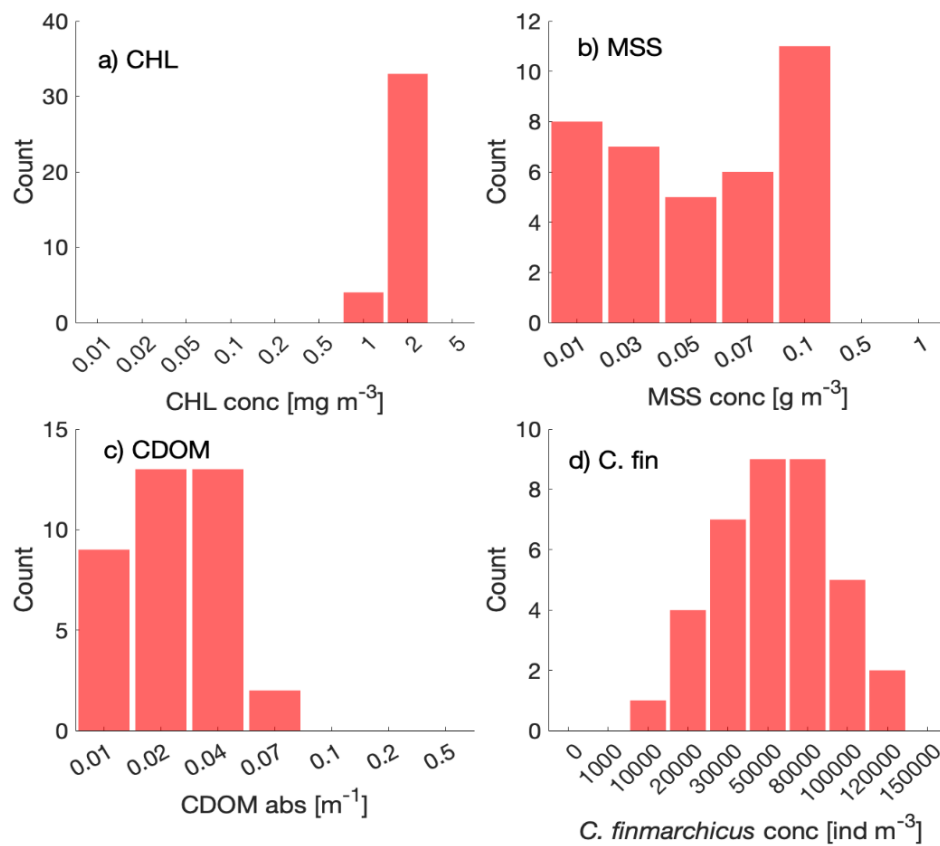 a) CHL
40
30
20
10
0
Count
0.01 0.02 0.05 0.1 0.2 0.5 1 2 5
CHL conc [mg m⁻³]
b) MSS
12
10
8
6
4
2
0
Count
0.01 0.03 0.05 0.07 0.1 0.5 1
MSS conc [g m⁻³]
c) CDOM
15
10
5
0
Count
0.01 0.02 0.04 0.07 0.1 0.2 0.5
CDOM abs [m⁻¹]
d) C. fin
10
8
6
4
2
0
Count
0 1000 10000 20000 30000 50000 80000 100000 120000 150000
C. finmarchicus conc [ind m⁻³]